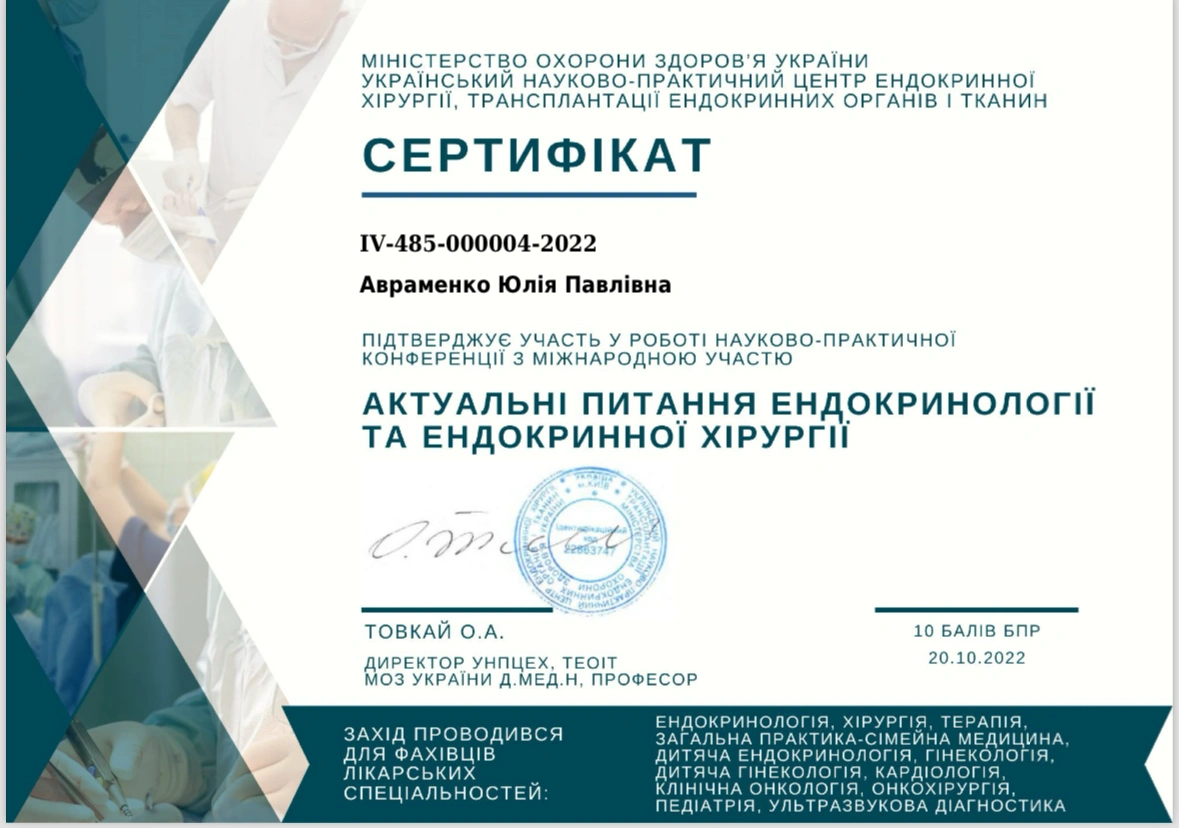 МІНІСТЕРСТВО ОХОРОНИ ЗДОРОВ'Я УКРАЇНИ
УКРАЇНСЬКИЙ НАУКОВО-ПРАКТИЧНИЙ ЦЕНТР ЕНДОКРИННОЇ
ХІРУРГІЇ, ТРАНСПЛАНТАЦІЇ ЕНДОКРИННИХ ОРГАНІВ І ТКАНИН
СЕРТИФІКАТ
IV-485-000004-2022
Авраменко Юлія Павлівна
ПІДТВЕРДЖУЄ УЧАСТЬ У РОБОТІ НАУКОВО-ПРАКТИЧНОЇ
КОНФЕРЕНЦІЇ З МІЖНАРОДНОЮ УЧАСТЮ
АКТУАЛЬНІ ПИТАННЯ ЕНДОКРИНОЛОГІЇ
ТА ЕНДОКРИННОЇ ХІРУРГІЇ
УКРАЇНА
м.КИЇВ
Ідентифікаційний
код
22863747
ТОВКАЙ О.А.
ДИРЕКТОР УНПЦЕХ, ТЕОІТ
МОЗ УКРАЇНИ Д.МЕД.Н, ПРОФЕСОР
10 БАЛІВ БПР
20.10.2022
ЗАХІД ПРОВОДИВСЯ
ДЛЯ ФАХІВЦІВ
ЛІКАРСЬКИХ
СПЕЦІАЛЬНОСТЕЙ:
ЕНДОКРИНОЛОГІЯ, ХІРУРГІЯ, ТЕРАПІЯ,
ЗАГАЛЬНА ПРАКТИКА-СІМЕЙНА МЕДИЦИНА,
ДИТЯЧА ЕНДОКРИНОЛОГІЯ, ГІНЕКОЛОГІЯ,
ДИТЯЧА ГІНЕКОЛОГІЯ, КАРДІОЛОГІЯ,
КЛІНІЧНА ОНКОЛОГІЯ, ОНКОХІРУРГІЯ,
ПЕДІАТРІЯ, УЛЬТРАЗВУКОВА ДІАГНОСТИКА